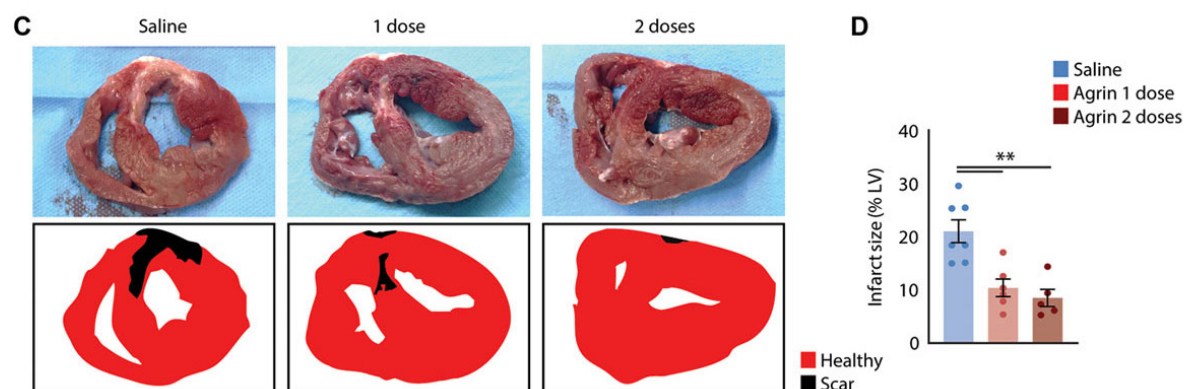 C
Saline
1 dose
2 doses
D
Saline
Agrin 1 dose
Agrin 2 doses
Infarct size (% LV)
40
30
20
10
0
**
Healthy
Scar